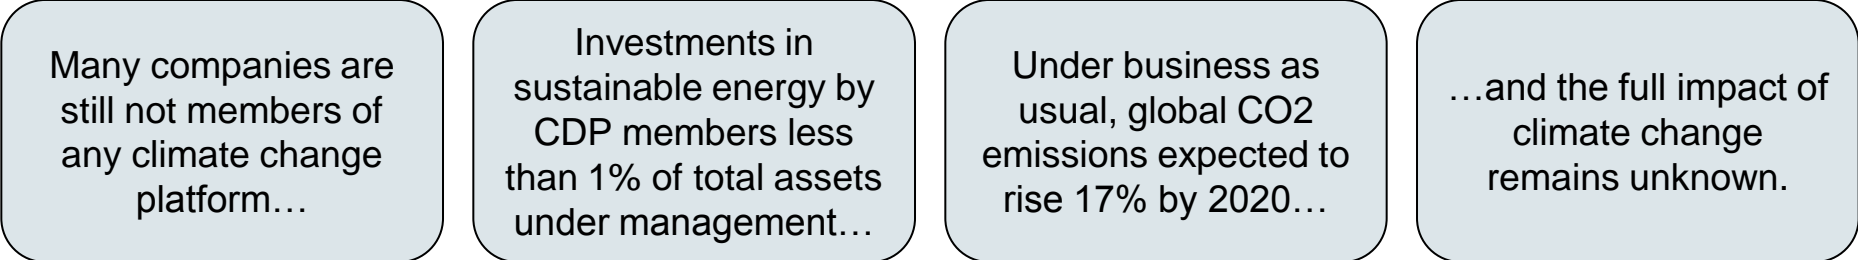 Many companies are
still not members of
any climate change
platform…
Investments in
sustainable energy by
CDP members less
than 1% of total assets
under management…
Under business as
usual, global CO2
emissions expected to
rise 17% by 2020…
…and the full impact of
climate change
remains unknown.